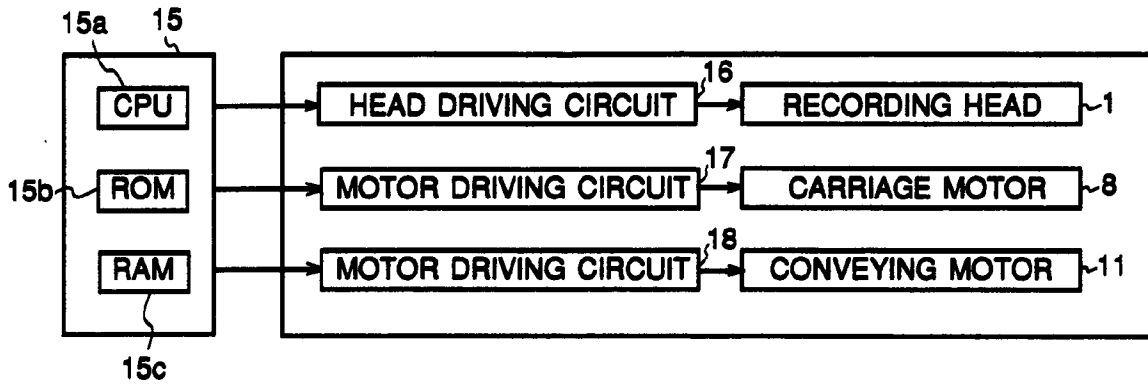 15a 15
CPU HEAD DRIVING CIRCUIT 16 RECORDING HEAD 1
15b ROM MOTOR DRIVING CIRCUIT 17 CARRIAGE MOTOR 8
RAM MOTOR DRIVING CIRCUIT 18 CONVEYING MOTOR 11
15c